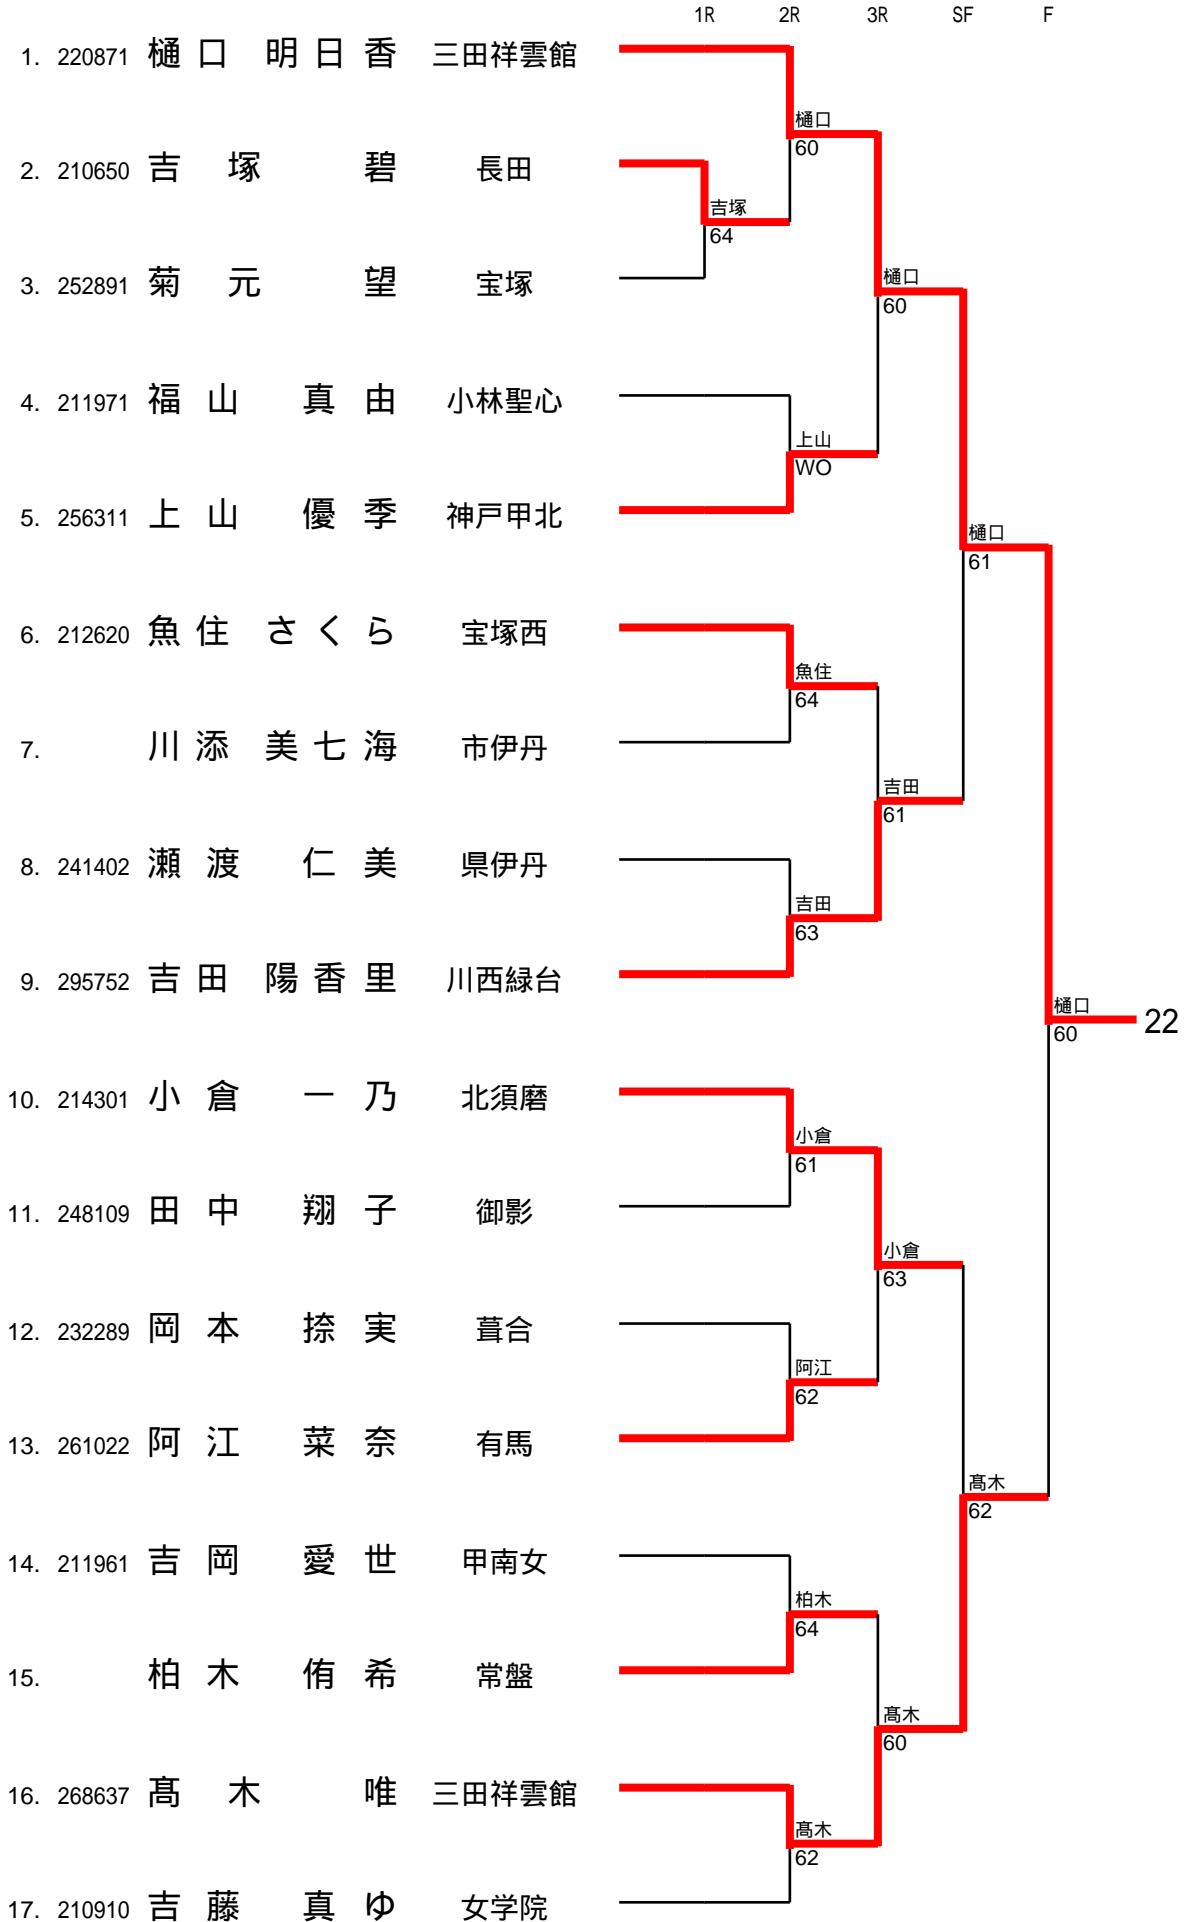 1R 2R 3R SF F
1. 220871 樋口 明日香 三田祥雲館
樋口
60
2. 210650 吉塚 碧 長田
吉塚
64
3. 252891 菊元 望 宝塚
樋口
60
4. 211971 福山 真由 小林聖心
上山
WO
5. 256311 上山 優季 神戸甲北
樋口
61
6. 212620 魚住 さくら 宝塚西
魚住
64
7. 川添 美七海 市伊丹
吉田
61
8. 241402 瀬渡 仁美 県伊丹
吉田
63
9. 295752 吉田 陽香里 川西緑台
樋口
60
22
10. 214301 小倉 一乃 北須磨
小倉
61
11. 248109 田中 翔子 御影
小倉
63
12. 232289 岡本 捺実 葺合
阿江
62
13. 261022 阿江 菜奈 有馬
髙木
62
14. 211961 吉岡 愛世 甲南女
柏木
64
15. 柏木 侑希 常盤
髙木
60
16. 268637 髙木 唯 三田祥雲館
髙木
62
17. 210910 吉藤 真ゆ 女学院